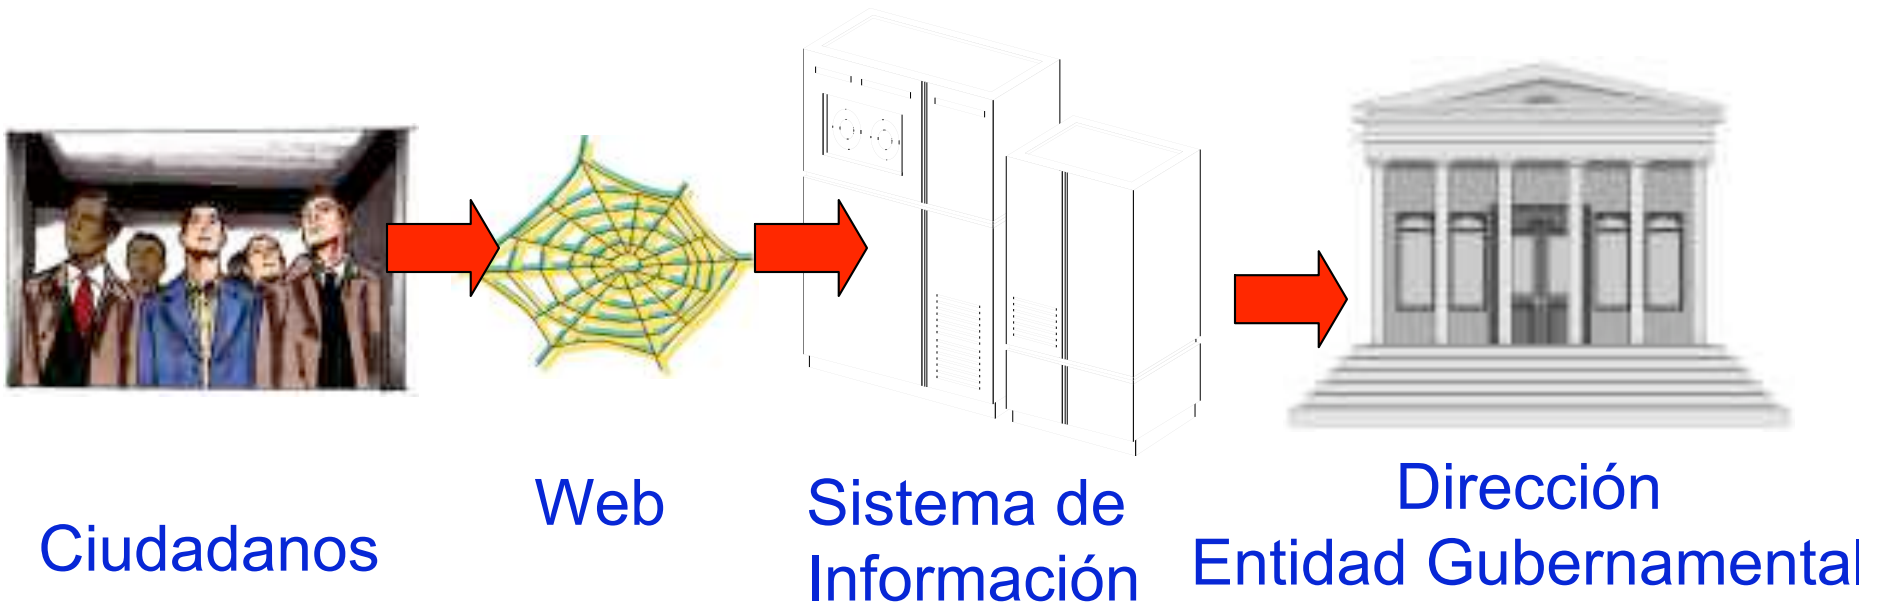 Ciudadanos
Web
Sistema de
Información
Dirección
Entidad Gubernamental